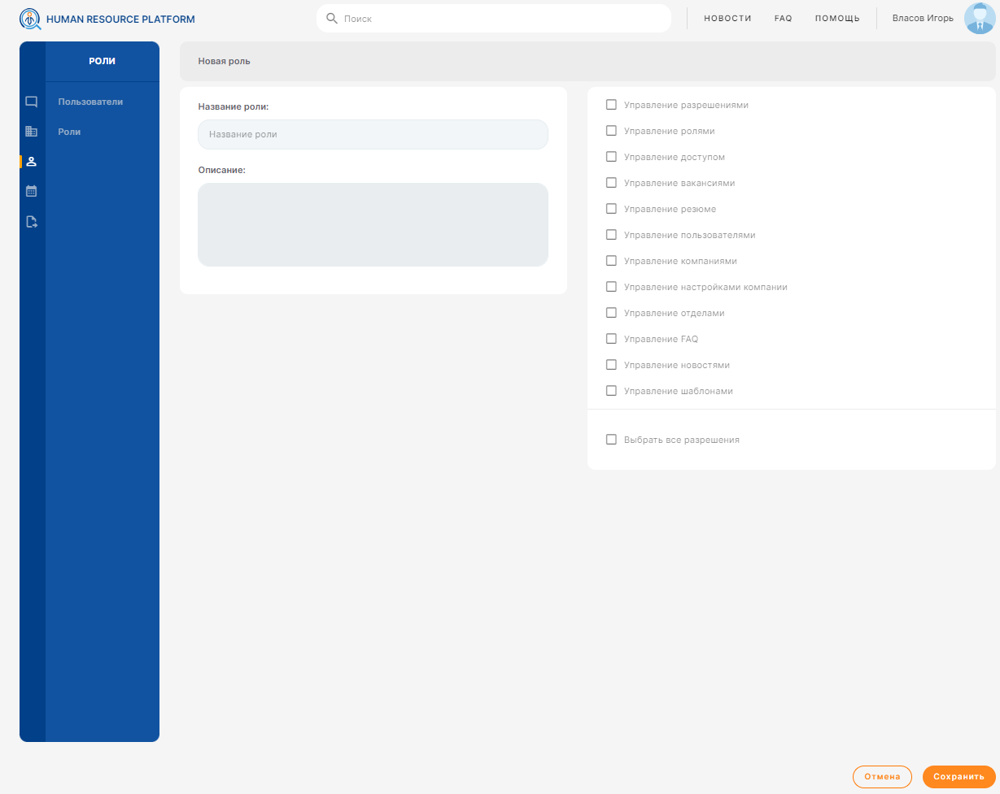 HUMAN RESOURCE PLATFORM
Поиск
НОВОСТИ
FAQ
ПОМОЩЬ
Власов Игорь
РОЛИ
Пользователи
Роли
Новая роль
Название роли:
Название роли
Описание:
Управление разрешениями
Управление ролями
Управление доступом
Управление вакансиями
Управление резюме
Управление пользователями
Управление компаниями
Управление настройками компании
Управление отделами
Управление FAQ
Управление новостями
Управление шаблонами
Выбрать все разрешения
Отмена
Сохранить